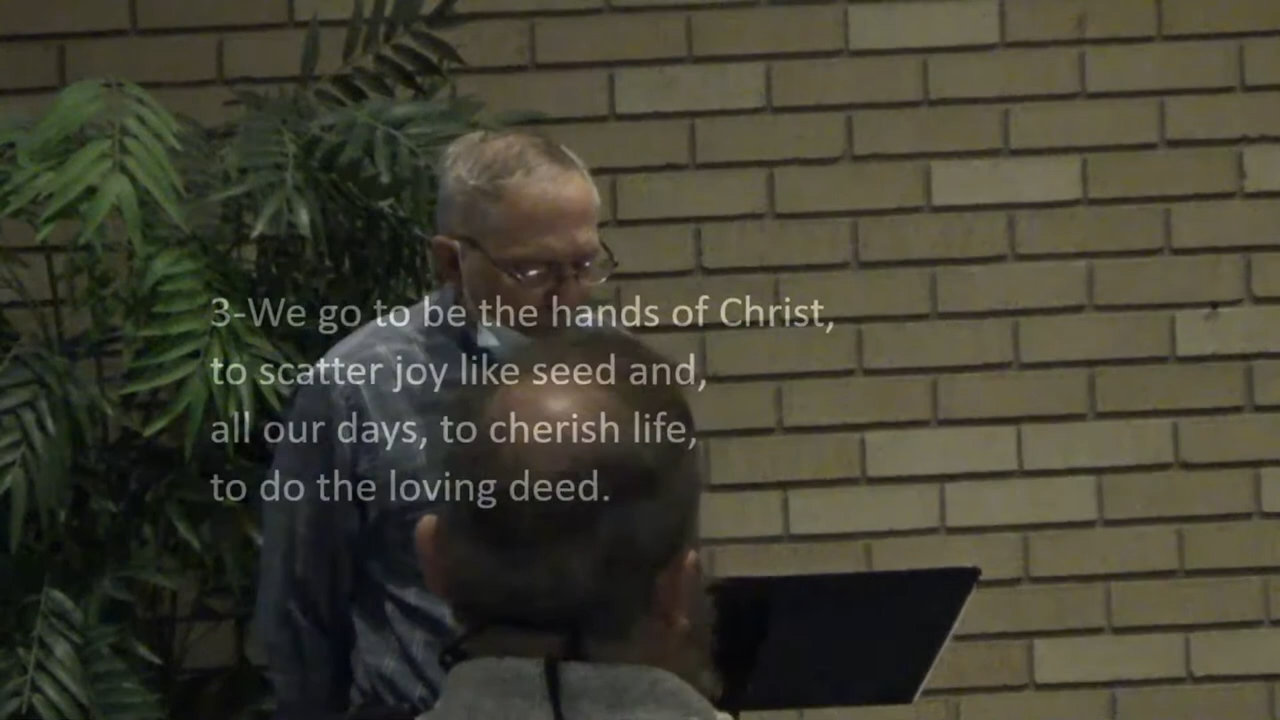 3-We go to be the hands of Christ,
to scatter joy like seed and,
all our days, to cherish life,
to do the loving deed.